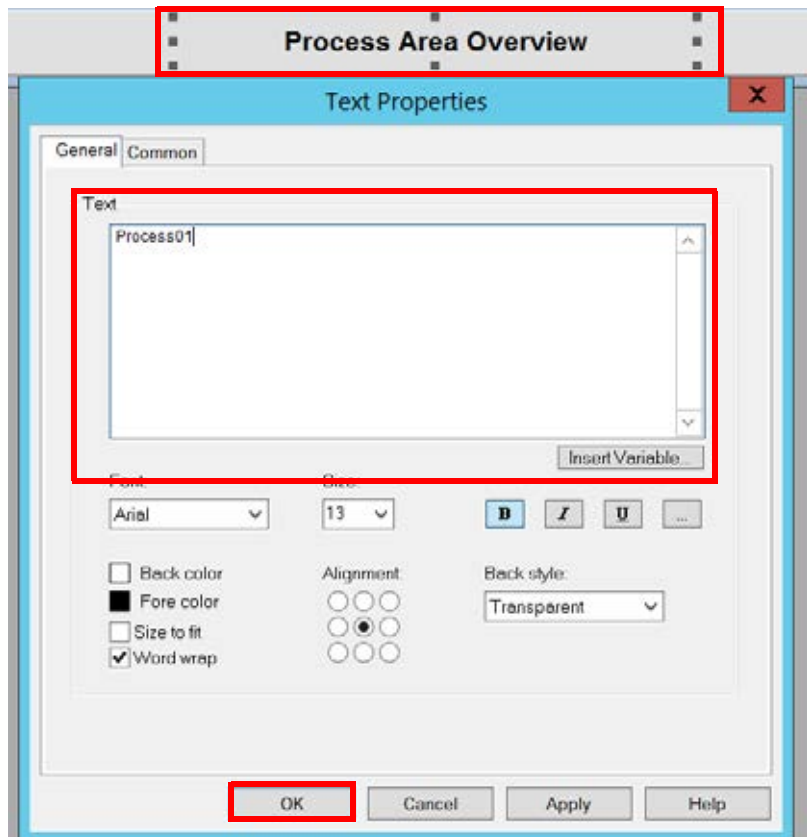 Process Area Overview
Text Properties
X
General Common
Text
Process01
Insert Variable...
Font: Size:
Arial 13 B I U ...
Back color Alignment: Back style:
Fore color Transparent
Size to fit
Word wrap
OK Cancel Apply Help